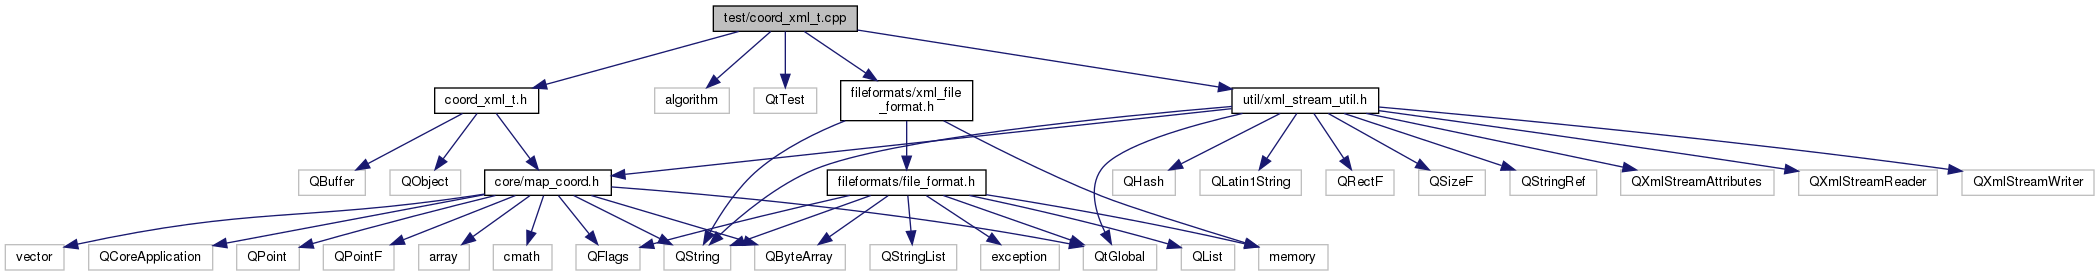 test/coord_xml_t.cpp
coord_xml_t.h
algorithm
QtTest
fileformats/xml_file
_format.h
util/xml_stream_util.h
QBuffer
QObject
core/map_coord.h
fileformats/file_format.h
QHash
QLatin1String
QRectF
QSizeF
QStringRef
QXmlStreamAttributes
QXmlStreamReader
QXmlStreamWriter
vector
QCoreApplication
QPoint
QPointF
array
cmath
QFlags
QString
QByteArray
QStringList
exception
QtGlobal
QList
memory